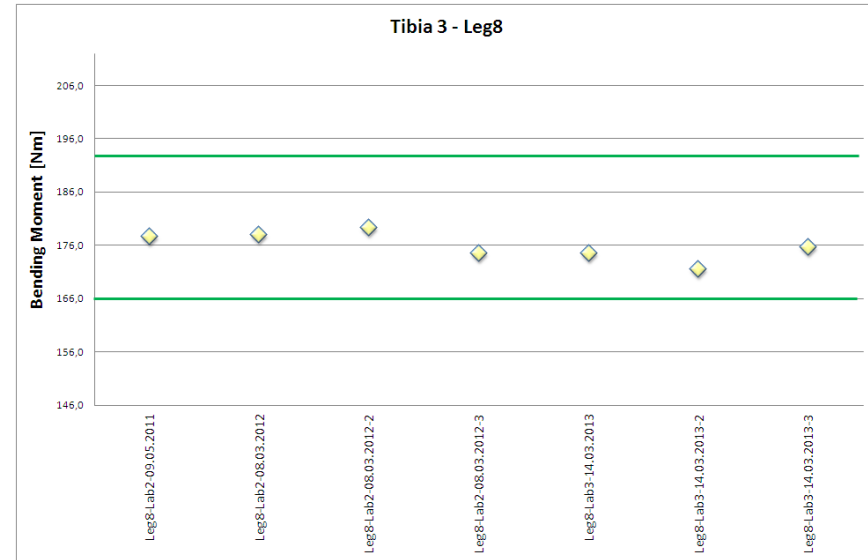 Tibia 3 - Leg8
Bending Moment [Nm]
206,0
196,0
186,0
176,0
166,0
156,0
146,0
Leg8-Lab2-09.05.2011
Leg8-Lab2-08.03.2012
Leg8-Lab2-08.03.2012-2
Leg8-Lab2-08.03.2012-3
Leg8-Lab3-14.03.2013
Leg8-Lab3-14.03.2013-2
Leg8-Lab3-14.03.2013-3